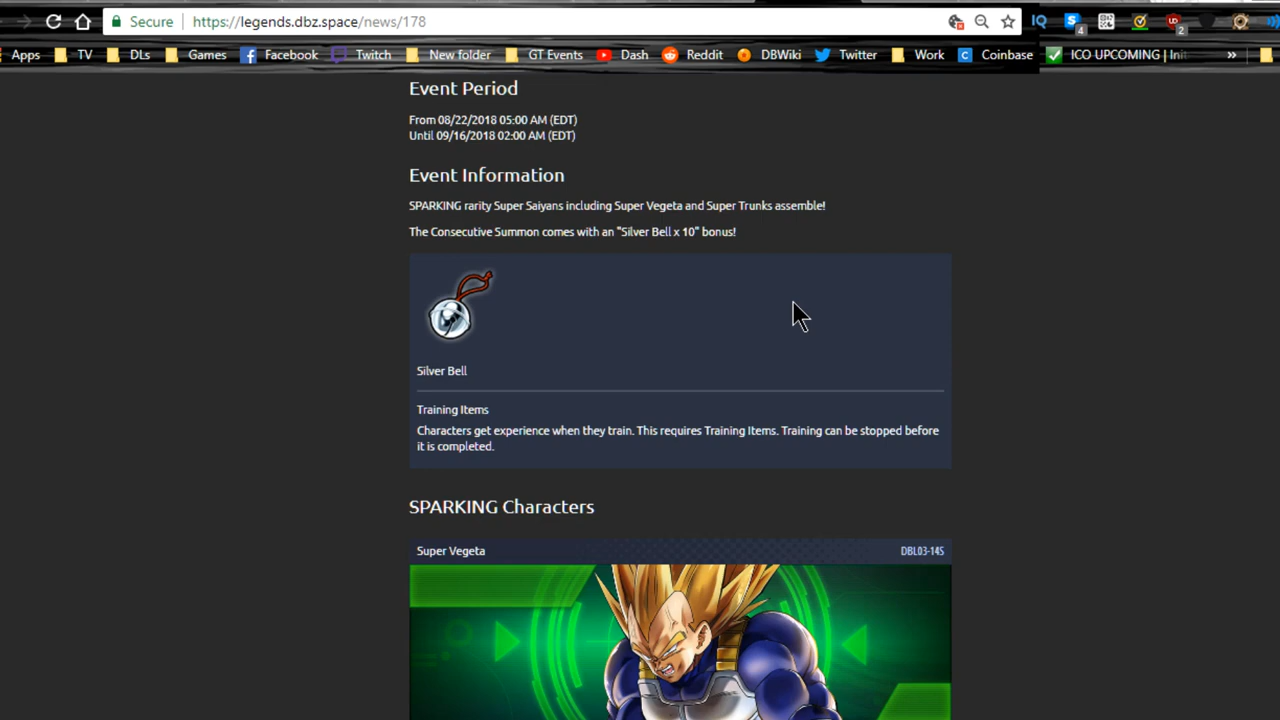 Secure https://legends.dbz.space/news/178 IQ 4 2
Apps TV DLs Games Facebook Twitch New folder GT Events Dash Reddit DBWiki Twitter Work Coinbase ICO UPCOMING | Init »
Event Period
From 08/22/2018 05:00 AM (EDT)
Until 09/16/2018 02:00 AM (EDT)
Event Information
SPARKING rarity Super Saiyans including Super Vegeta and Super Trunks assemble!
The Consecutive Summon comes with an "Silver Bell x 10" bonus!
Silver Bell
Training Items
Characters get experience when they train. This requires Training Items. Training can be stopped before
it is completed.
SPARKING Characters
Super Vegeta DBL03-14S